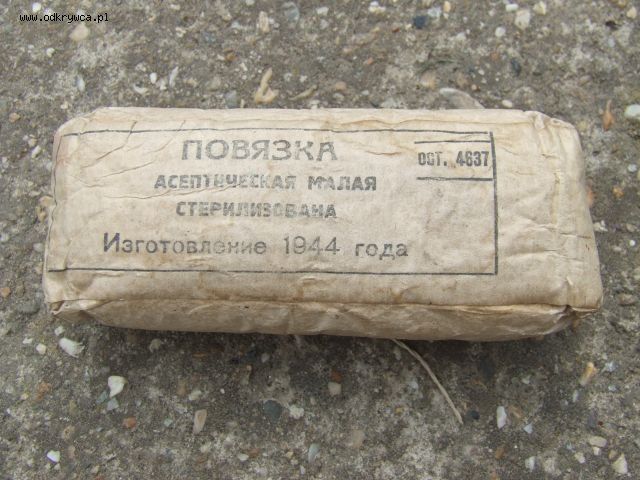 www.odkrywca.pl
ПОВЯЗКА
ОСТ. 4637
АСЕПТИЧЕСКАЯ МАЛАЯ
СТЕРИЛИЗОВАНА
Изготовление 1944 года